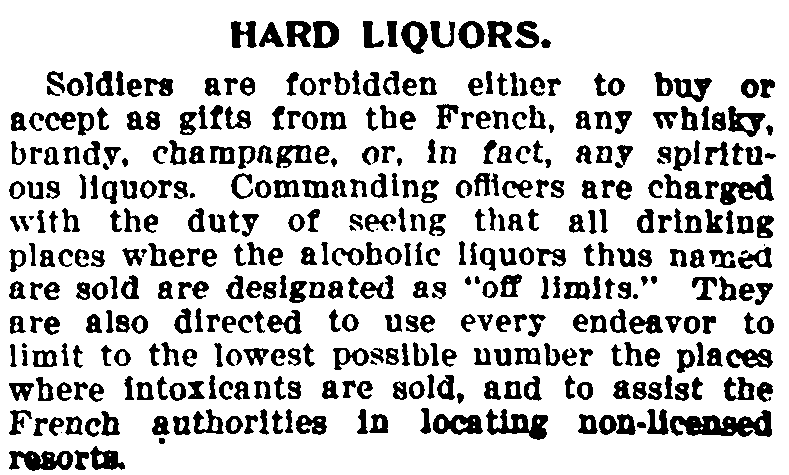 HARD LIQUORS.
Soldiers are forbidden either to buy or
accept as gifts from the French, any whisky,
brandy, champagne, or, in fact, any spiritu-
ous liquors. Commanding officers are charged
with the duty of seeing that all drinking
places where the alcoholic liquors thus named
are sold are designated as "off limits." They
are also directed to use every endeavor to
limit to the lowest possible number the places
where intoxicants are sold, and to assist the
French authorities in locating non-licensed
resorts.